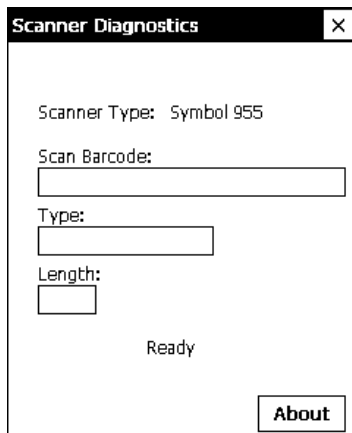 Scanner Diagnostics
Scanner Type: Symbol 955
Scan Barcode:
Type:
Length:
Ready
About